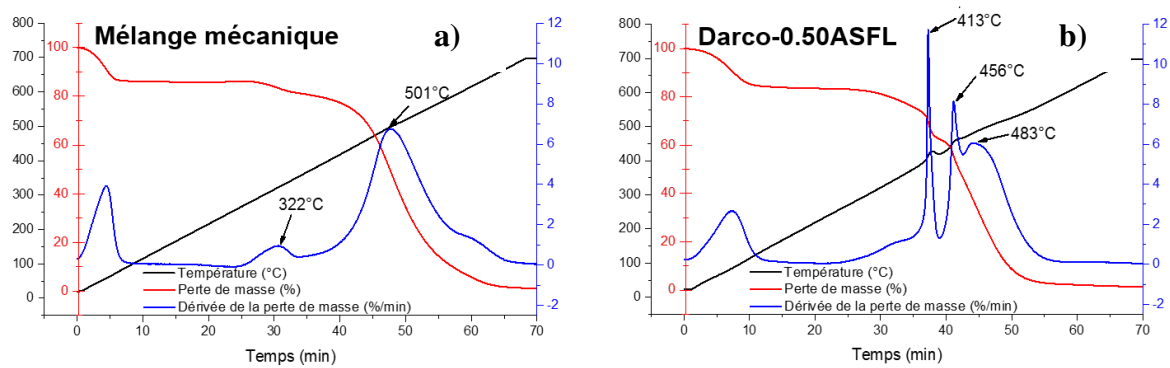 Mélange mécanique
a)
800
700
600
500
400
300
200
100
0
100
80
60
40
20
0
12
10
8
6
4
2
0
-2
501°C
322°C
Température (°C)
Perte de masse (%)
Dérivée de la perte de masse (%/min)
0 10 20 30 40 50 60 70
Temps (min)
Darco-0.50ASFL
b)
800
700
600
500
400
300
200
100
0
100
80
60
40
20
0
12
10
8
6
4
2
0
-2
413°C
456°C
483°C
Température (°C)
Perte de masse (%)
Dérivée de la perte de masse (%/min)
0 10 20 30 40 50 60 70
Temps (min)